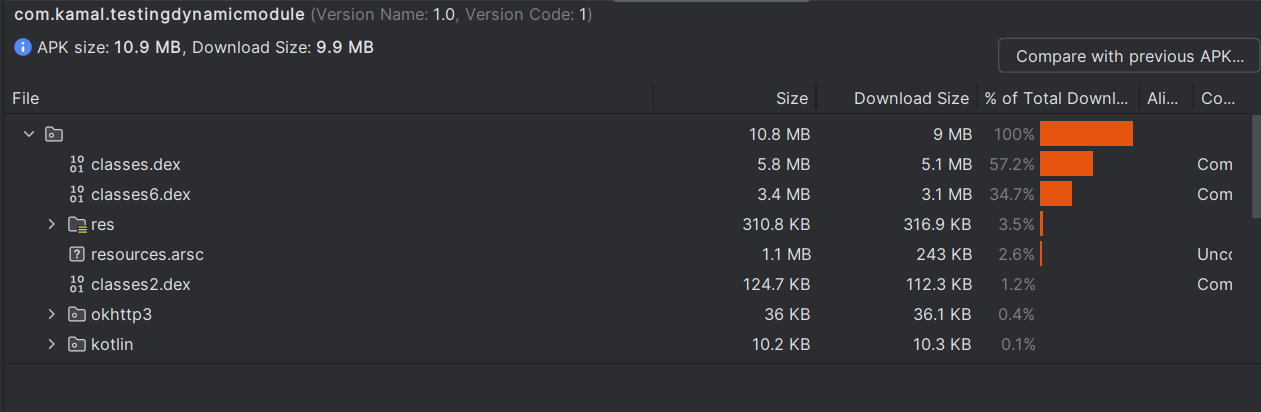 com.kamal.testingdynamicmodule (Version Name: 1.0, Version Code: 1)
APK size: 10.9 MB, Download Size: 9.9 MB
Compare with previous APK...
File Size Download Size % of Total Downl... Ali... Co...
10.8 MB 9 MB 100%
classes.dex 5.8 MB 5.1 MB 57.2% Com
classes6.dex 3.4 MB 3.1 MB 34.7% Com
res 310.8 KB 316.9 KB 3.5%
resources.arsc 1.1 MB 243 KB 2.6% Unco
classes2.dex 124.7 KB 112.3 KB 1.2% Com
okhttp3 36 KB 36.1 KB 0.4%
kotlin 10.2 KB 10.3 KB 0.1%